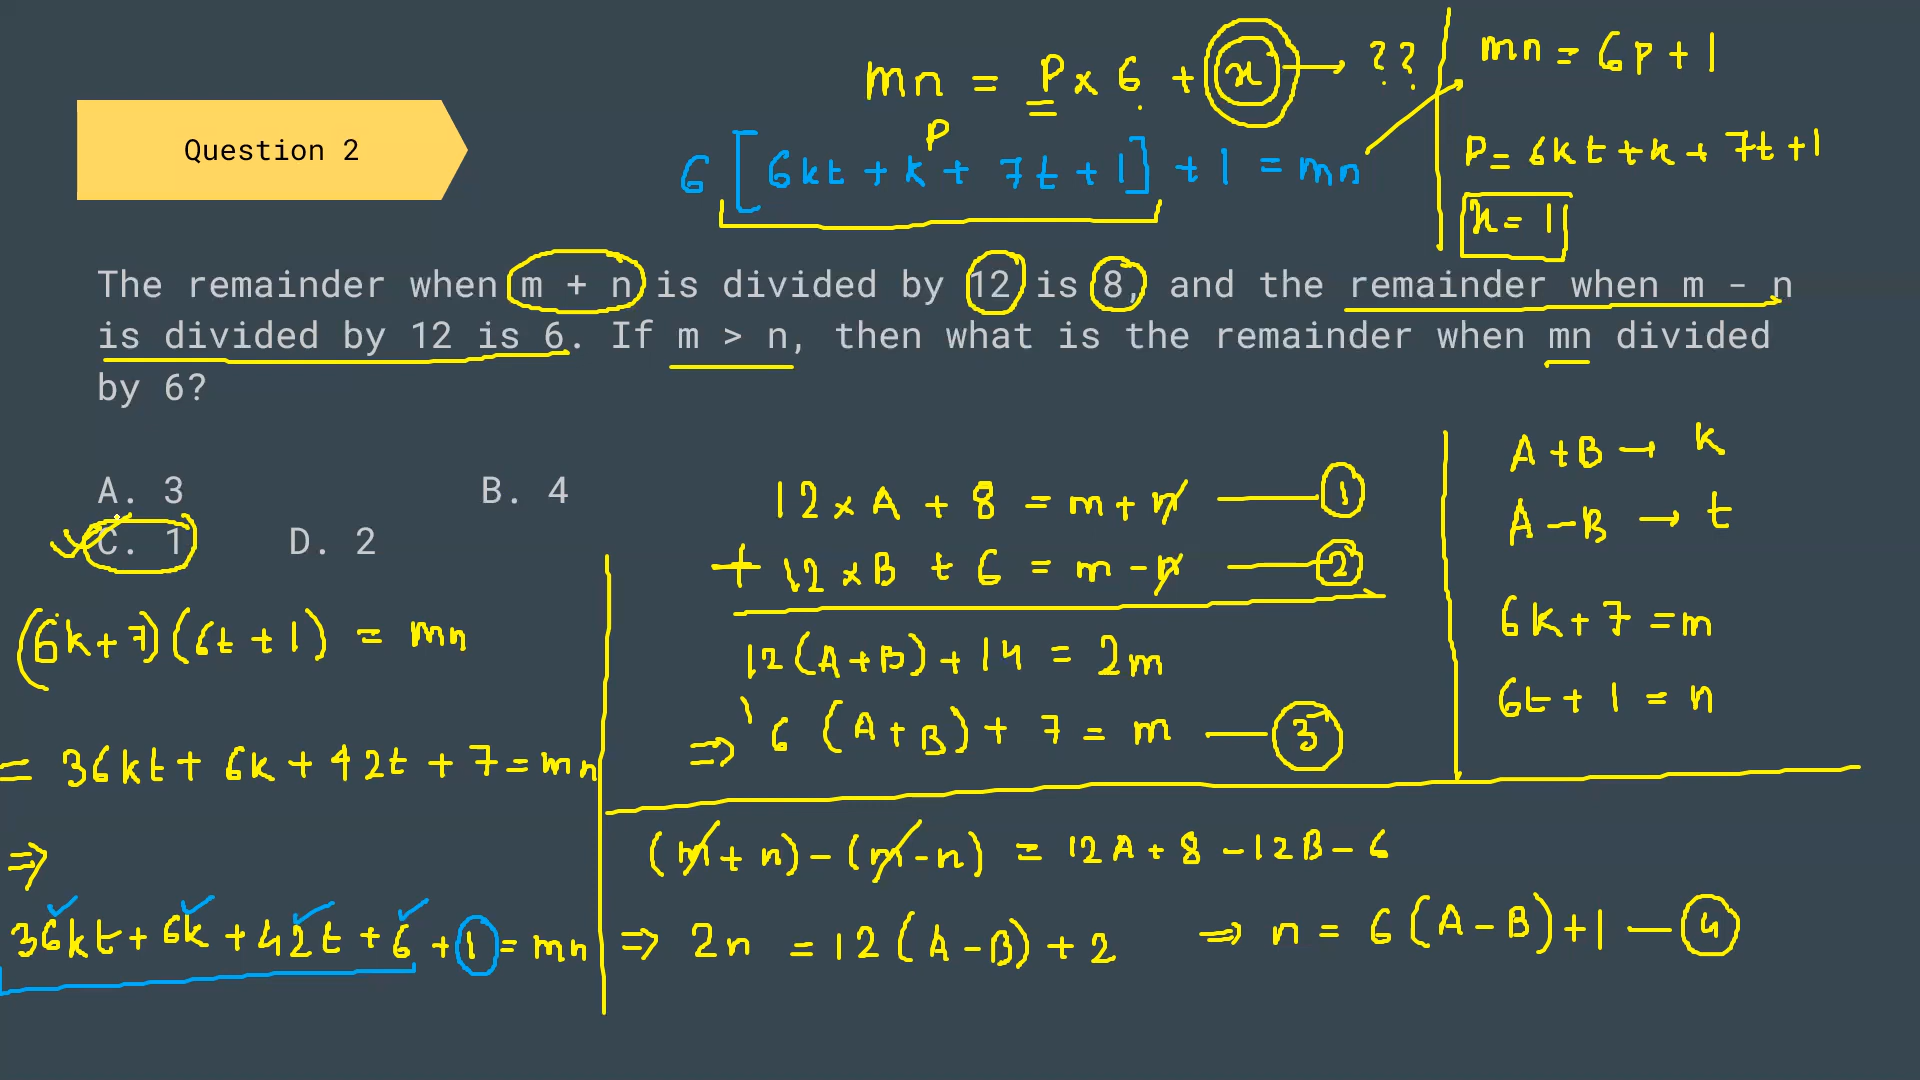 mn = P x 6 + x → ??
mn = 6p + 1
Question 2
P
6 [6kt + k + 7t + 1] + 1 = mn
P = 6kt + k + 7t + 1
x = 1
The remainder when m + n is divided by 12 is 8, and the remainder when m - n
is divided by 12 is 6. If m > n, then what is the remainder when mn divided
by 6?
A. 3 B. 4
C. 1 D. 2
12 x A + 8 = m + n — 1
+ 12 x B + 6 = m - n — 2
12(A+B) + 14 = 2m
⇒ 6 (A+B) + 7 = m — 3
A + B → k
A - B → t
6k + 7 = m
6t + 1 = n
(6k+7)(6t+1) = mn
= 36kt + 6k + 42t + 7 = mn
⇒
36kt + 6k + 42t + 6 + 1 = mn
(m+n) - (m-n) = 12A + 8 - 12B - 6
⇒ 2n = 12(A-B) + 2 ⇒ n = 6(A-B) + 1 — 4